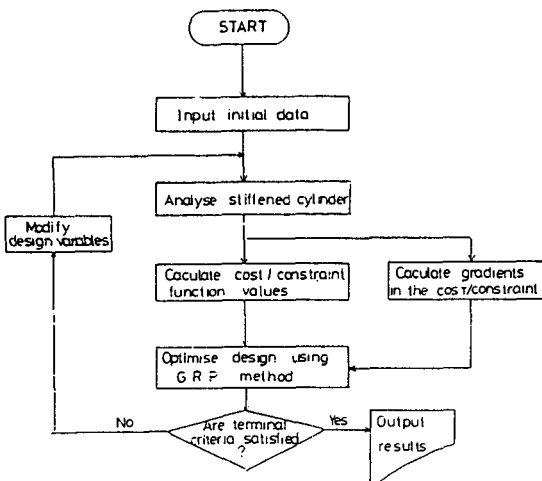 START
Input initial data
Analyse stiffened cylinder
Modify
design variables
Caculate cost / constraint
function values
Caculate gradients
in the cost/constraint
Optimise design using
G R P method
No
Are terminal
criteria satisfied
?
Yes
Output
results